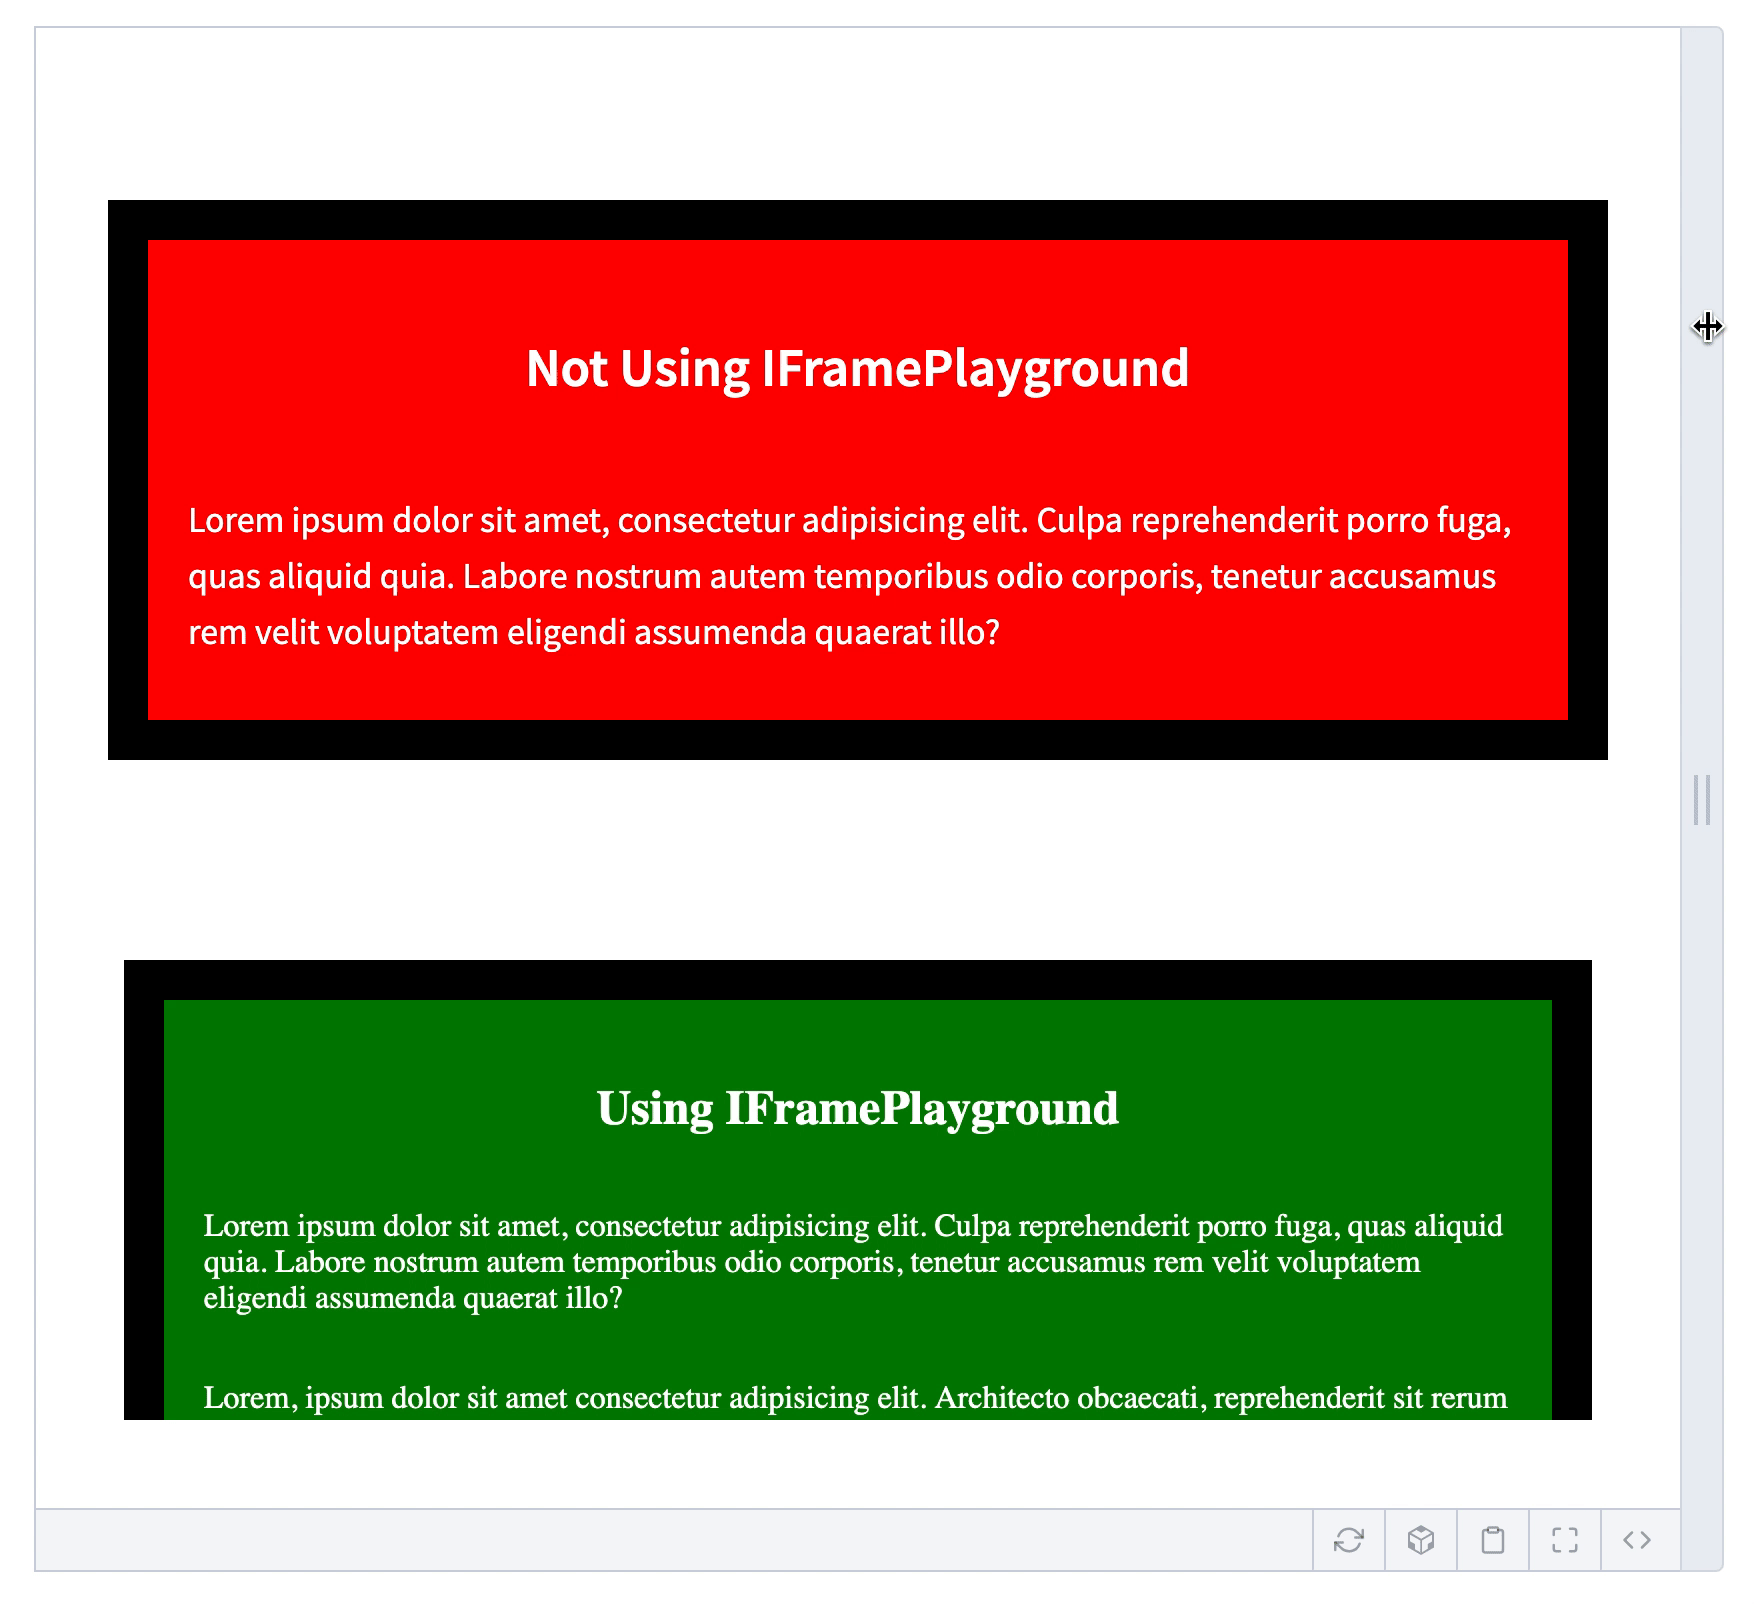 Not Using IFramePlayground
Lorem ipsum dolor sit amet, consectetur adipisicing elit. Culpa reprehenderit porro fuga,
quas aliquid quia. Labore nostrum autem temporibus odio corporis, tenetur accusamus
rem velit voluptatem eligendi assumenda quaerat illo?
Using IFramePlayground
Lorem ipsum dolor sit amet, consectetur adipisicing elit. Culpa reprehenderit porro fuga, quas aliquid
quia. Labore nostrum autem temporibus odio corporis, tenetur accusamus rem velit voluptatem
eligendi assumenda quaerat illo?
Lorem, ipsum dolor sit amet consectetur adipisicing elit. Architecto obcaecati, reprehenderit sit rerum